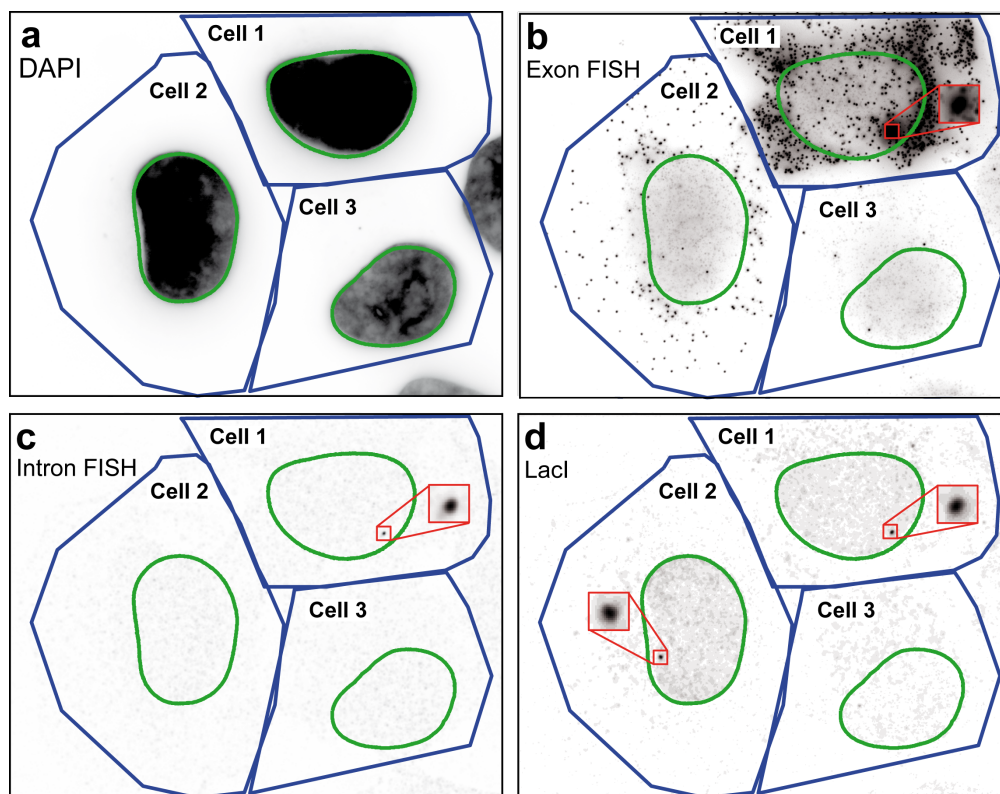 a
DAPI
Cell 1
Cell 2
Cell 3
b
Exon FISH
Cell 1
Cell 2
Cell 3
c
Intron FISH
Cell 1
Cell 2
Cell 3
d
LacI
Cell 1
Cell 2
Cell 3